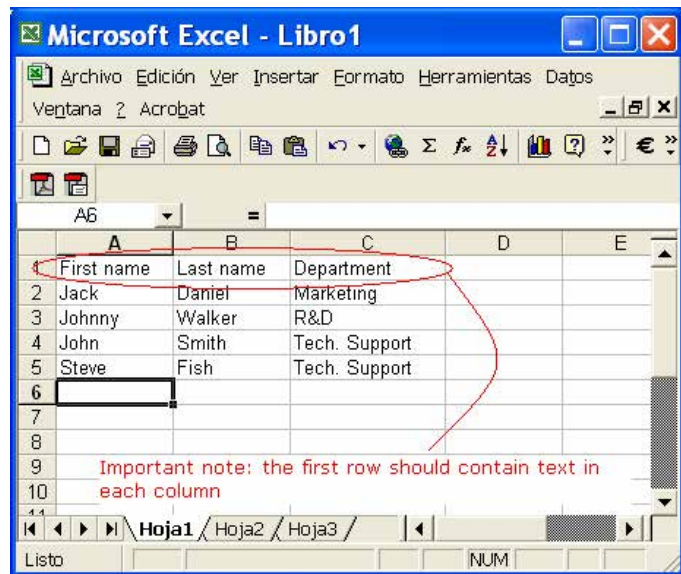 Microsoft Excel - Libro1
Archivo Edición Ver Insertar Formato Herramientas Datos
Ventana ? Acrobat
A6 =
A B C D E
1 First name Last name Department
2 Jack Daniel Marketing
3 Johnny Walker R&D
4 John Smith Tech. Support
5 Steve Fish Tech. Support
6
7
8
9 Important note: the first row should contain text in
10 each column
11
Hoja1 Hoja2 Hoja3
Listo NUM